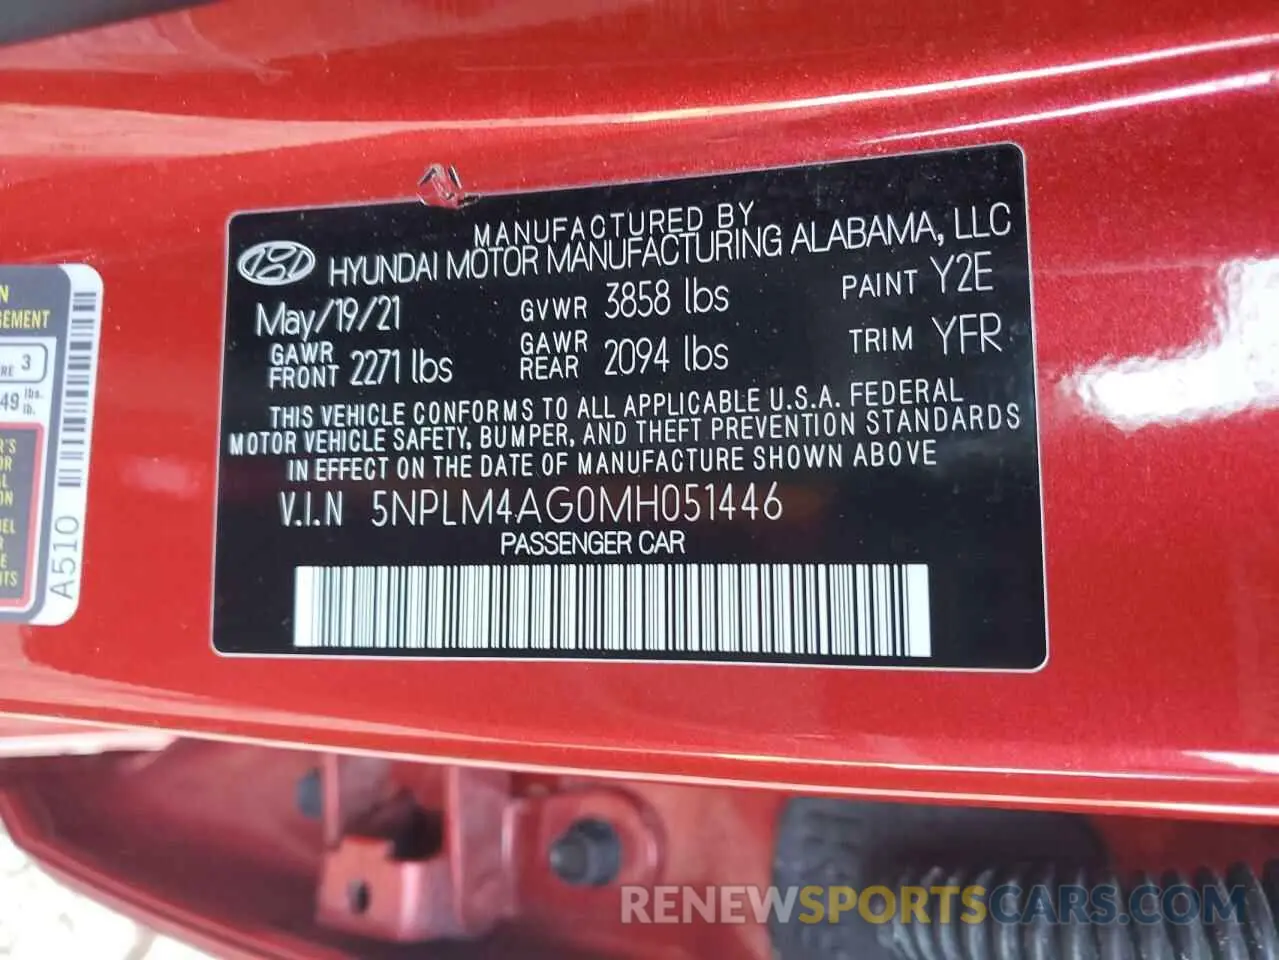 MANUFACTURED BY
HYUNDAI MOTOR MANUFACTURING ALABAMA, LLC
May/19/21 GVWR 3858 lbs PAINT Y2E
GAWR FRONT 2271 lbs GAWR REAR 2094 lbs TRIM YFR
THIS VEHICLE CONFORMS TO ALL APPLICABLE U.S.A. FEDERAL
MOTOR VEHICLE SAFETY, BUMPER, AND THEFT PREVENTION STANDARDS
IN EFFECT ON THE DATE OF MANUFACTURE SHOWN ABOVE
V.I.N 5NPLM4AG0MH051446
PASSENGER CAR
A510
RENEWSPORTSCARS.COM